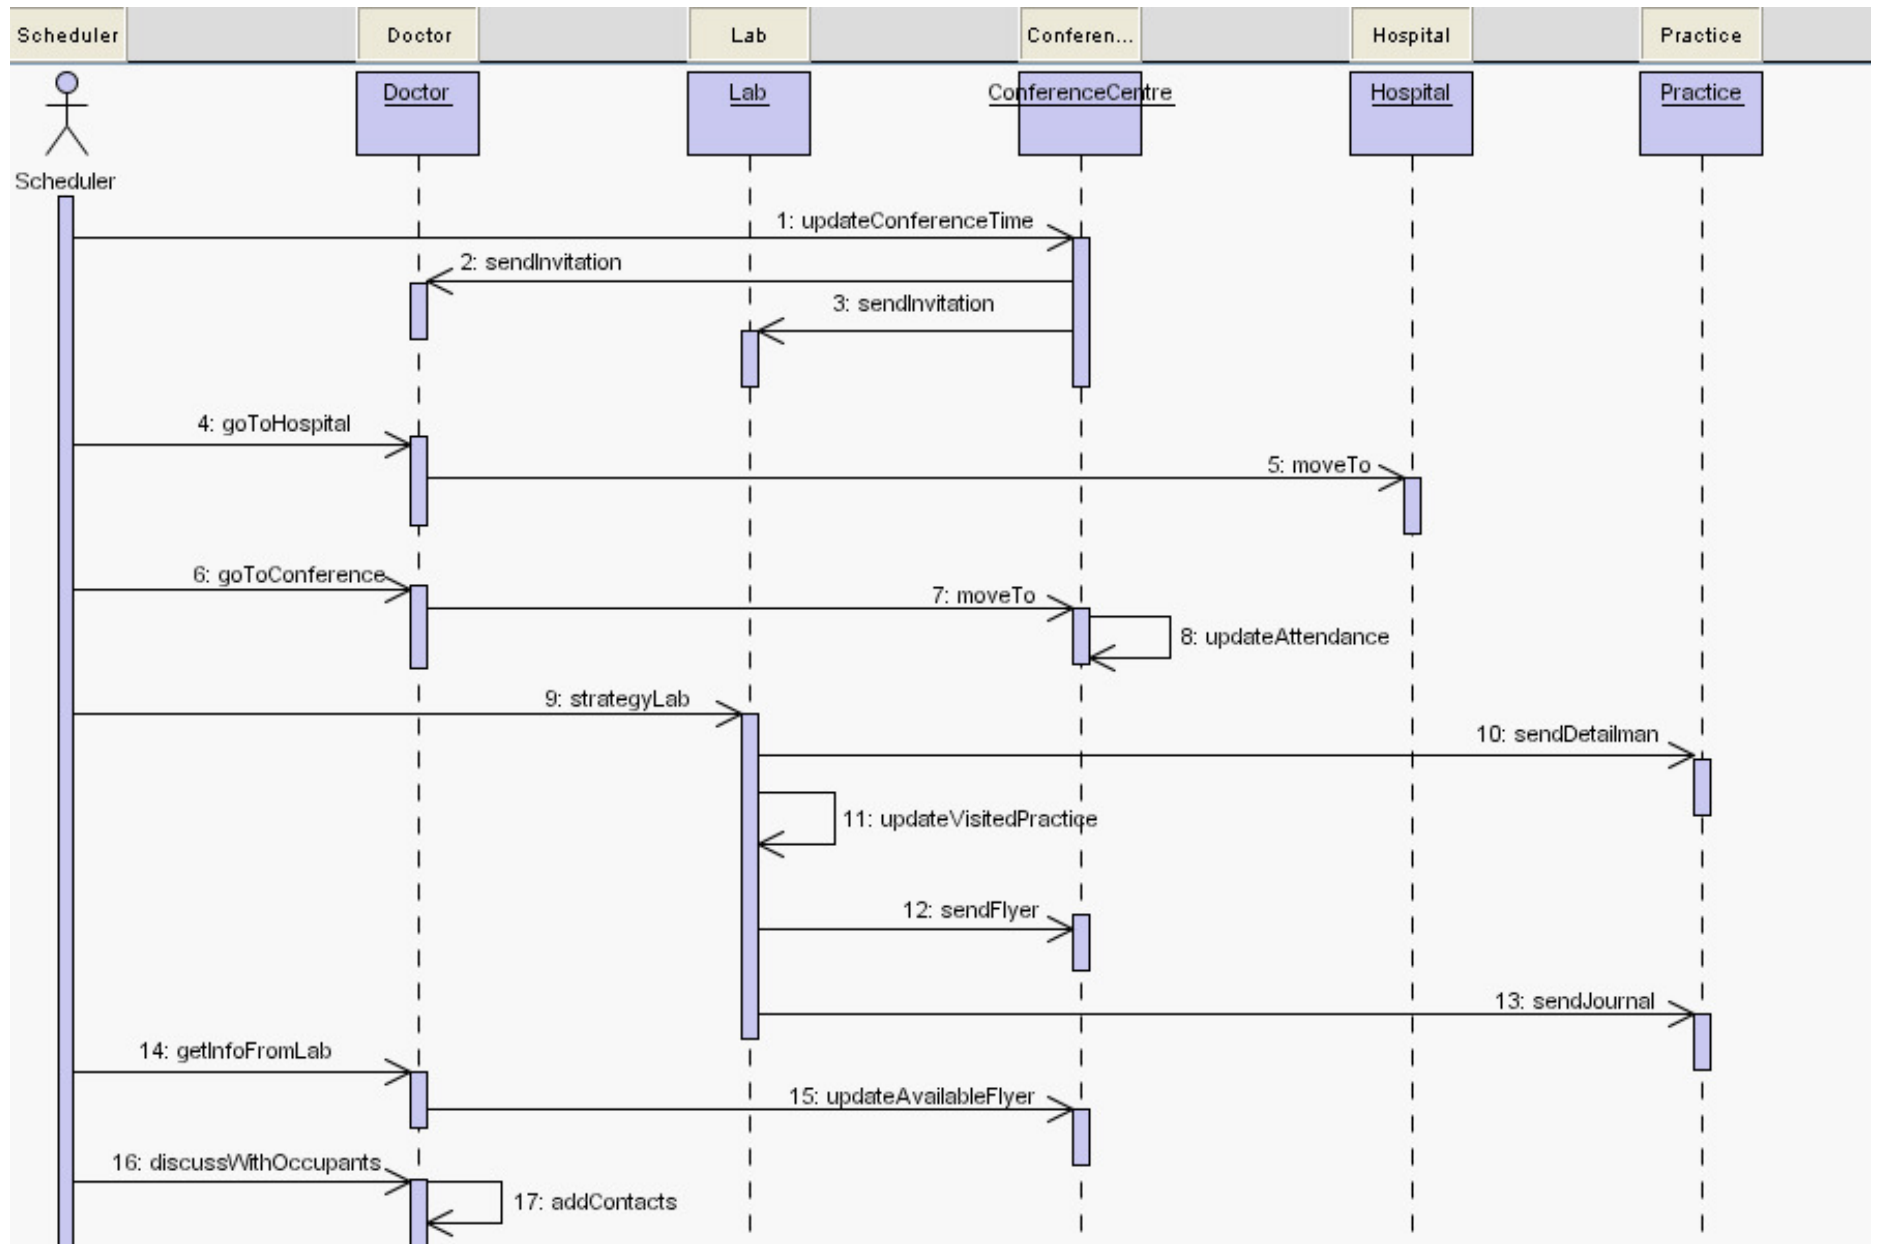 Scheduler Doctor Lab Conferen... Hospital Practice
Doctor Lab ConferenceCentre Hospital Practice
Scheduler
1: updateConferenceTime
2: sendInvitation
3: sendInvitation
4: goToHospital
5: moveTo
6: goToConference
7: moveTo
8: updateAttendance
9: strategyLab
10: sendDetailman
11: updateVisitedPractice
12: sendFlyer
13: sendJournal
14: getInfoFromLab
15: updateAvailableFlyer
16: discussWithOccupants
17: addContacts